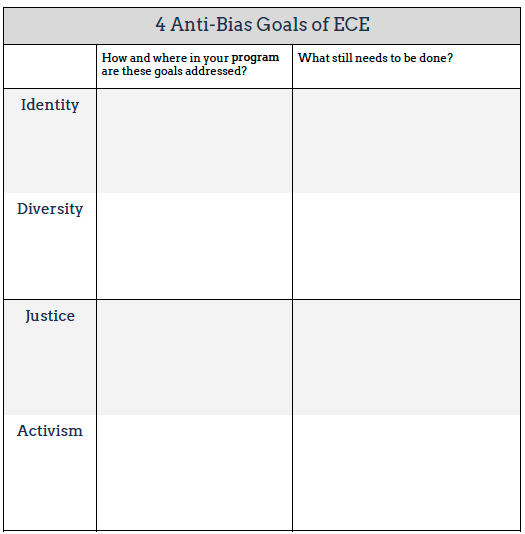 4 Anti-Bias Goals of ECE
How and where in your program
are these goals addressed?
What still needs to be done?
Identity
Diversity
Justice
Activism